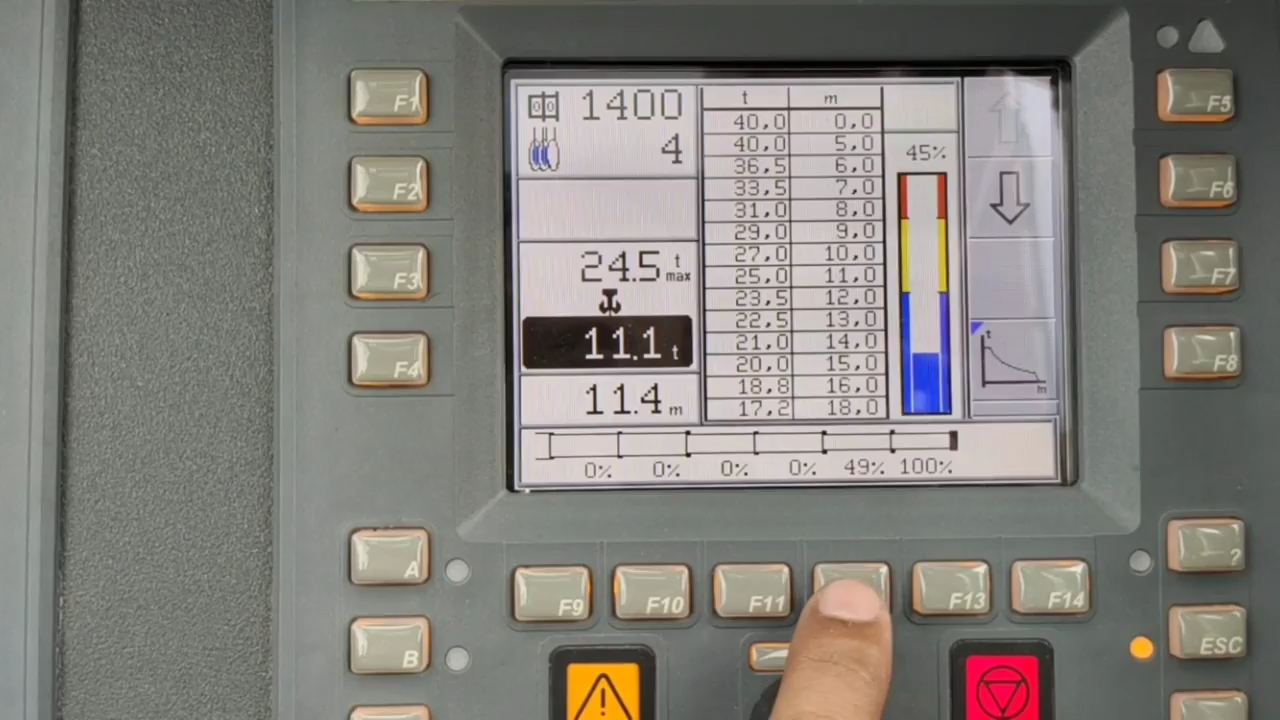 F1
F2
F3
F4
1400
4
24.5 t max
11.1 t
11.4 m
t m
40,0 0,0
40,0 5,0
36,5 6,0
33,5 7,0
31,0 8,0
29,0 9,0
27,0 10,0
25,0 11,0
23,5 12,0
22,5 13,0
21,0 14,0
20,0 15,0
18,8 16,0
17,2 18,0
45%
t
m
0% 0% 0% 0% 49% 100%
F5
F6
F7
F8
A
B
F9 F10 F11 F13 F14
?
ESC
!